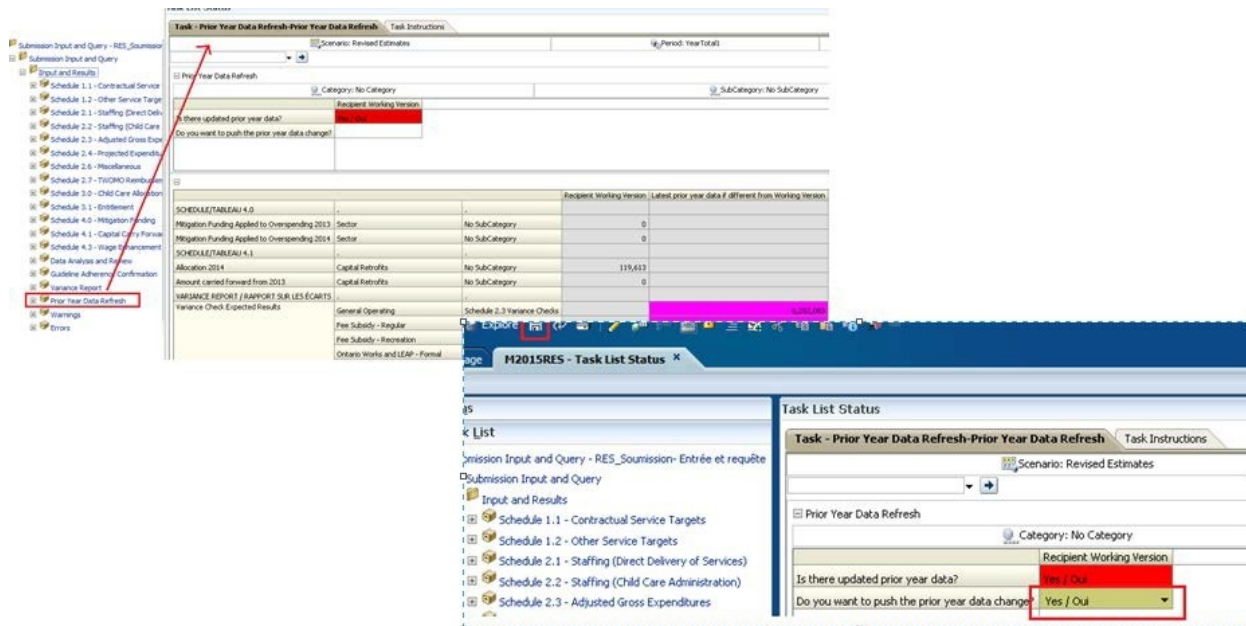 Task - Prior Year Data Refresh-Prior Year Data Refresh Task Instructions
Scenario: Revised Estimates Period: YearTotal1
Submission Input and Query - RES_Soumission
Submission Input and Query
Input and Results
Schedule 1.1 - Contractual Service
Schedule 1.2 - Other Service Targe
Schedule 2.1 - Staffing (Direct Deliv
Schedule 2.2 - Staffing (Child Care
Schedule 2.3 - Adjusted Gross Expe
Schedule 2.4 - Projected Expenditu
Schedule 2.6 - Miscellaneous
Schedule 2.7 - TWOMO Reimbursem
Schedule 3.0 - Child Care Allocation
Schedule 3.1 - Entitlement
Schedule 4.0 - Mitigation Funding
Schedule 4.1 - Capital Carry Forwar
Schedule 4.3 - Wage Enhancement
Data Analysis and Review
Guideline Adherence Confirmation
Variance Report
Prior Year Data Refresh
Warnings
Errors
Prior Year Data Refresh
Category: No Category SubCategory: No SubCategory
Recipient Working Version
Is there updated prior year data? Yes / Oui
Do you want to push the prior year data change?
Recipient Working Version Latest prior year data if different from Working Version
SCHEDULE/TABLEAU 4.0 . .
Mitigation Funding Applied to Overspending 2013 Sector No SubCategory 0
Mitigation Funding Applied to Overspending 2014 Sector No SubCategory 0
SCHEDULE/TABLEAU 4.1 . .
Allocation 2014 Capital Retrofits No SubCategory 119,613
Amount carried forward from 2013 Capital Retrofits No SubCategory 0
VARIANCE REPORT / RAPPORT SUR LES ÉCARTS . .
Variance Check Expected Results General Operating Schedule 2.3 Variance Checks
Fee Subsidy - Regular
Fee Subsidy - Recreation
Ontario Works and LEAP - Formal
Explore
age M2015RES - Task List Status ×
k List
omission Input and Query - RES_Soumission- Entrée et requête
Submission Input and Query
Input and Results
Schedule 1.1 - Contractual Service Targets
Schedule 1.2 - Other Service Targets
Schedule 2.1 - Staffing (Direct Delivery of Services)
Schedule 2.2 - Staffing (Child Care Administration)
Schedule 2.3 - Adjusted Gross Expenditures
Task List Status
Task - Prior Year Data Refresh-Prior Year Data Refresh Task Instructions
Scenario: Revised Estimates
Prior Year Data Refresh
Category: No Category
Recipient Working Version
Is there updated prior year data? Yes / Oui
Do you want to push the prior year data change? Yes / Oui